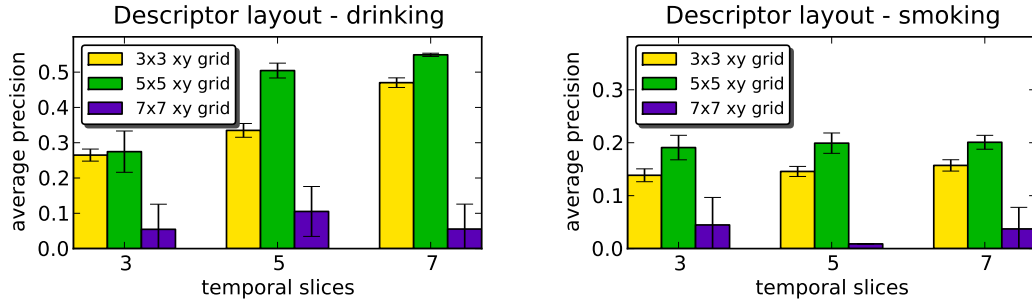 Descriptor layout - drinking
average precision
0.5
0.4
0.3
0.2
0.1
0.0
3x3 xy grid
5x5 xy grid
7x7 xy grid
3 5 7
temporal slices
Descriptor layout - smoking
average precision
0.3
0.2
0.1
0.0
3x3 xy grid
5x5 xy grid
7x7 xy grid
3 5 7
temporal slices